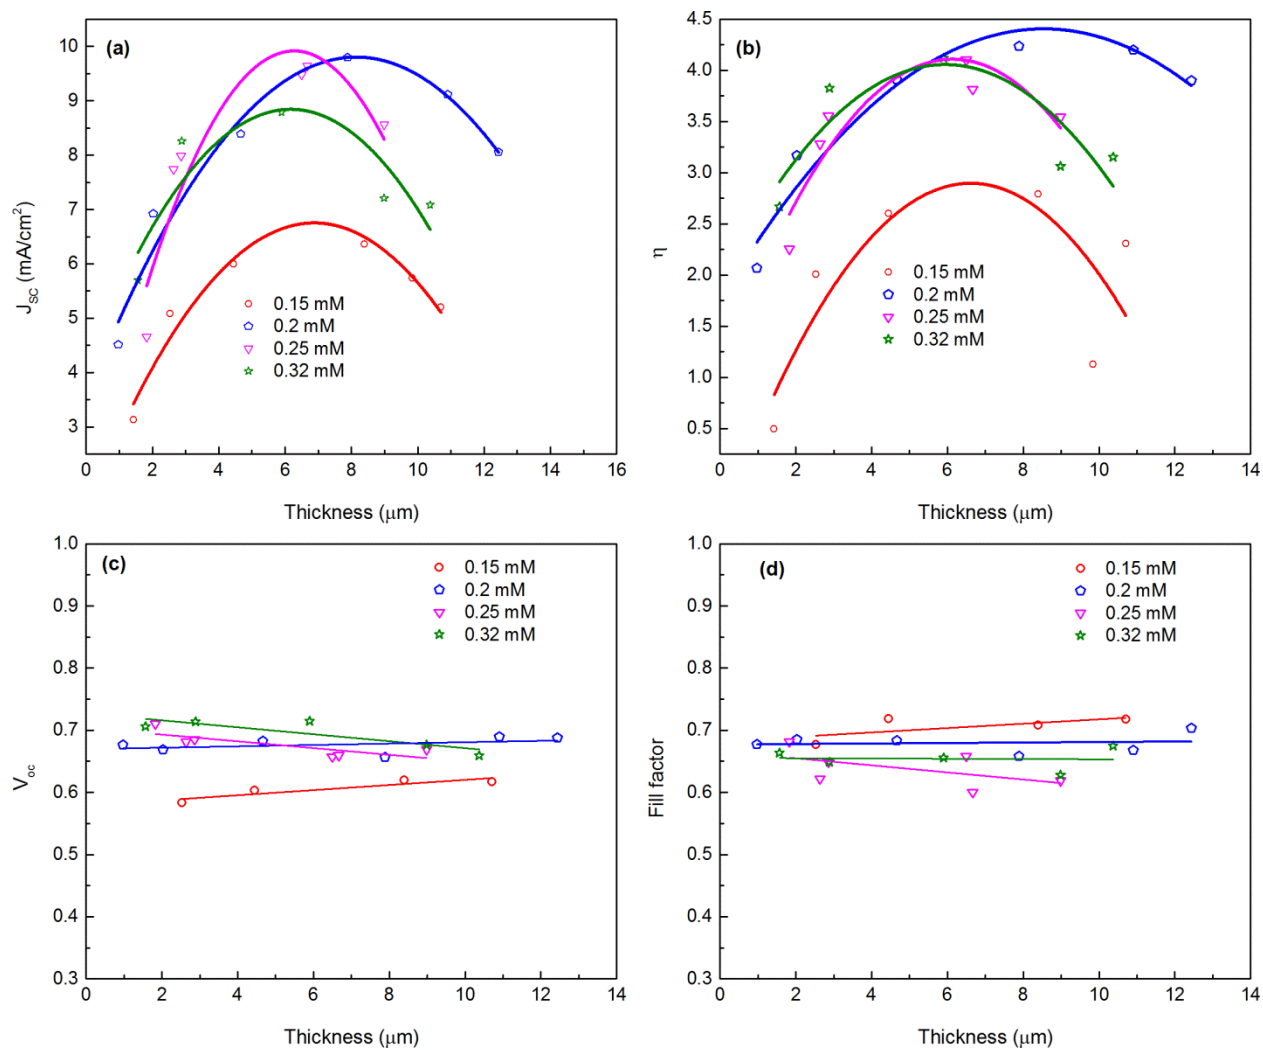 (a)
10
9
8
7
6
5
4
3
J_SC (mA/cm²)
0.15 mM
0.2 mM
0.25 mM
0.32 mM
0 2 4 6 8 10 12 14 16
Thickness (μm)
(b)
4.5
4.0
3.5
3.0
2.5
2.0
1.5
1.0
0.5
η
0.15 mM
0.2 mM
0.25 mM
0.32 mM
0 2 4 6 8 10 12 14
Thickness (μm)
(c)
1.0
0.9
0.8
0.7
0.6
0.5
0.4
0.3
V_oc
0.15 mM
0.2 mM
0.25 mM
0.32 mM
0 2 4 6 8 10 12 14
Thickness (μm)
(d)
1.0
0.9
0.8
0.7
0.6
0.5
0.4
0.3
Fill factor
0.15 mM
0.2 mM
0.25 mM
0.32 mM
0 2 4 6 8 10 12 14
Thickness (μm)